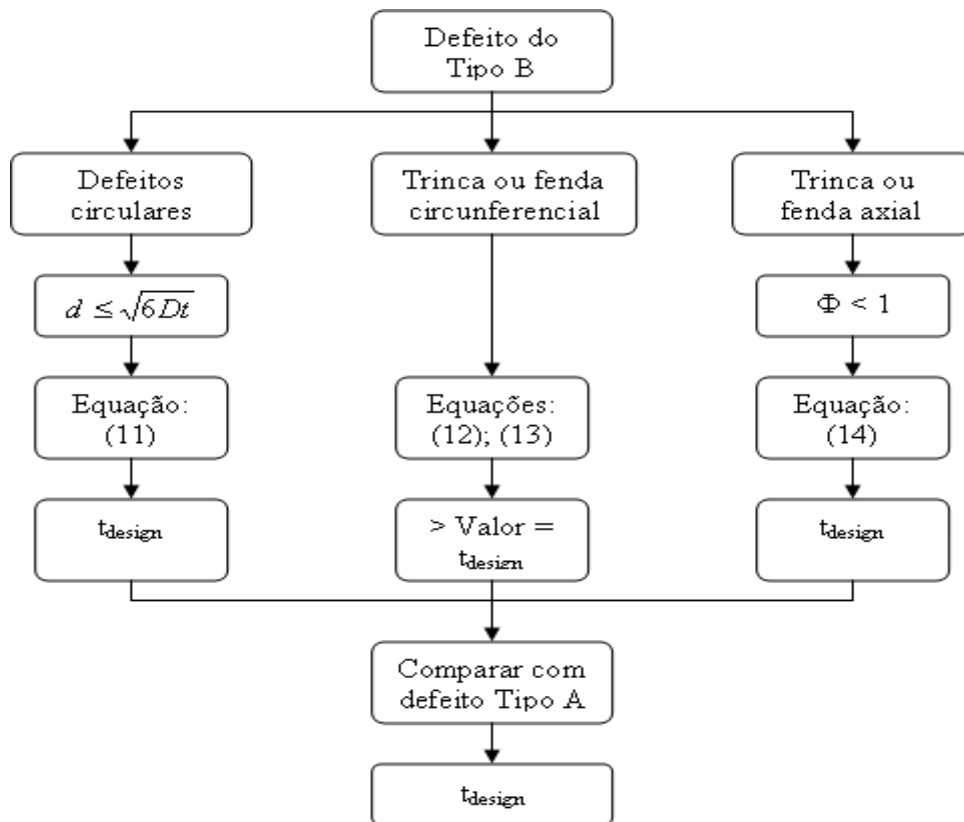 Defeito do
Tipo B
Defeitos
circulares
Trinca ou fenda
circunferencial
Trinca ou
fenda axial
d ≤ √6Dt
Φ < 1
Equação:
(11)
Equações:
(12); (13)
Equação:
(14)
tdesign
> Valor =
tdesign
tdesign
Comparar com
defeito Tipo A
tdesign